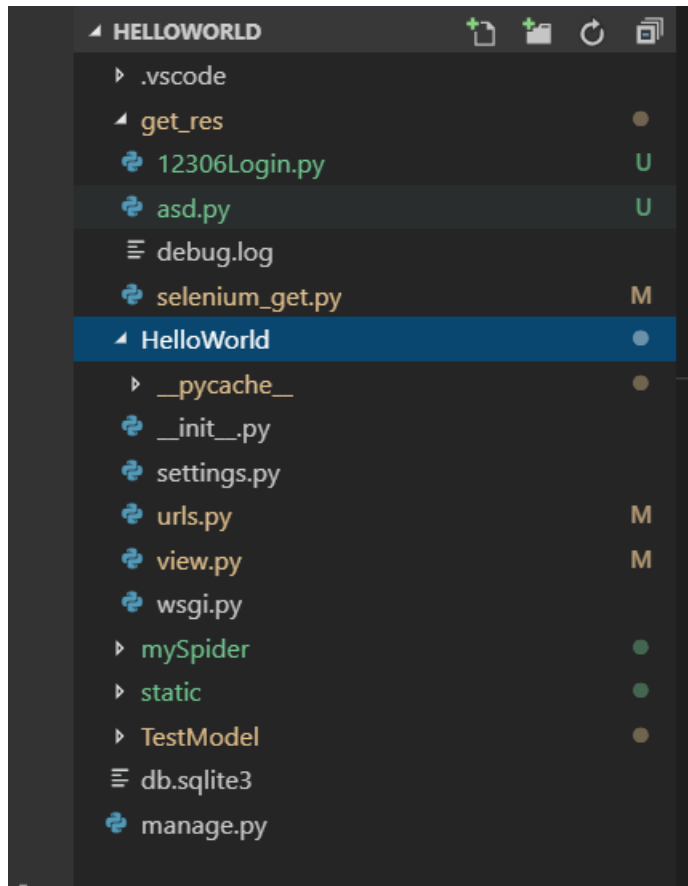 HELLOWORLD
.vscode
get_res
12306Login.py U
asd.py U
debug.log
selenium_get.py M
HelloWorld
__pycache__
__init__.py
settings.py
urls.py M
view.py M
wsgi.py
mySpider
static
TestModel
db.sqlite3
manage.py